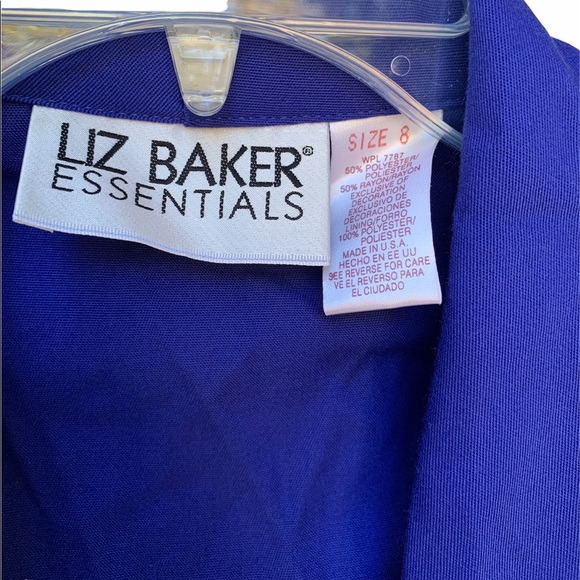 LIZ BAKER®
ESSENTIALS
SIZE 8
WPL 7787
50% POLYESTER/
POLIESTER
50% RAYON/RAYON
EXCLUSIVE OF
DECORATION
EXCLUSIVO DE
DECORACIONES
LINING/FORRO
100% POLYESTER/
POLIESTER
MADE IN U.S.A.
HECHO EN EE UU
SEE REVERSE FOR CARE
VE EL REVERSO PARA
EL CIUDADO